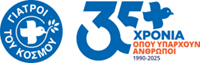 ΓΙΑΤΡΟΙ
ΤΟΥ ΚΟΣΜΟΥ
35 ΧΡΟΝΙΑ
ΟΠΟΥ ΥΠΑΡΧΟΥΝ
ΑΝΘΡΩΠΟΙ
1990-2025